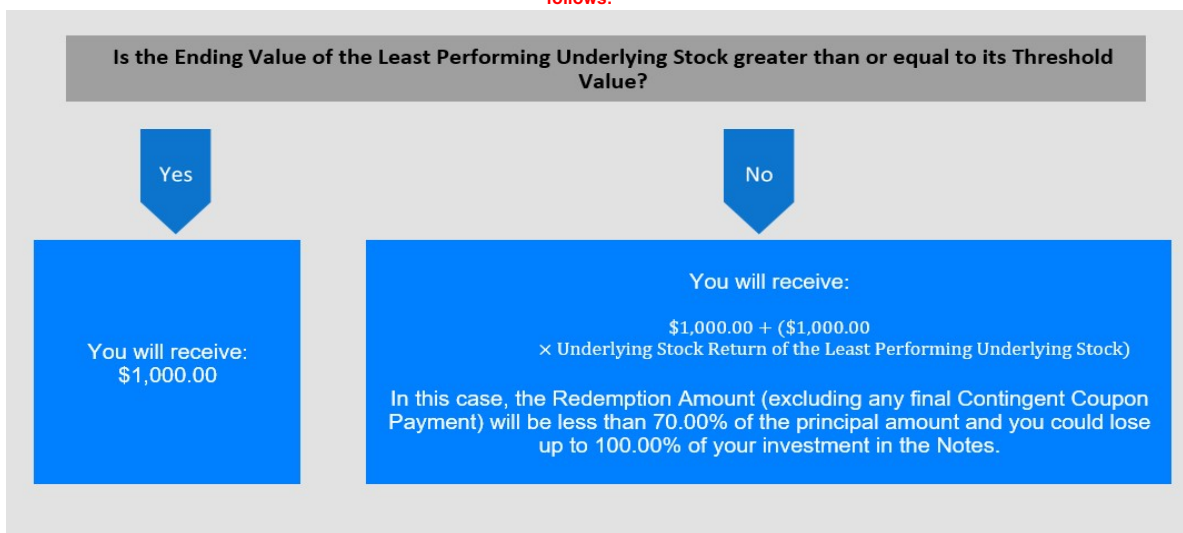 follows:
Is the Ending Value of the Least Performing Underlying Stock greater than or equal to its Threshold
Value?
Yes
No
You will receive:
$1,000.00
You will receive:
$1,000.00 + ($1,000.00
× Underlying Stock Return of the Least Performing Underlying Stock)
In this case, the Redemption Amount (excluding any final Contingent Coupon
Payment) will be less than 70.00% of the principal amount and you could lose
up to 100.00% of your investment in the Notes.